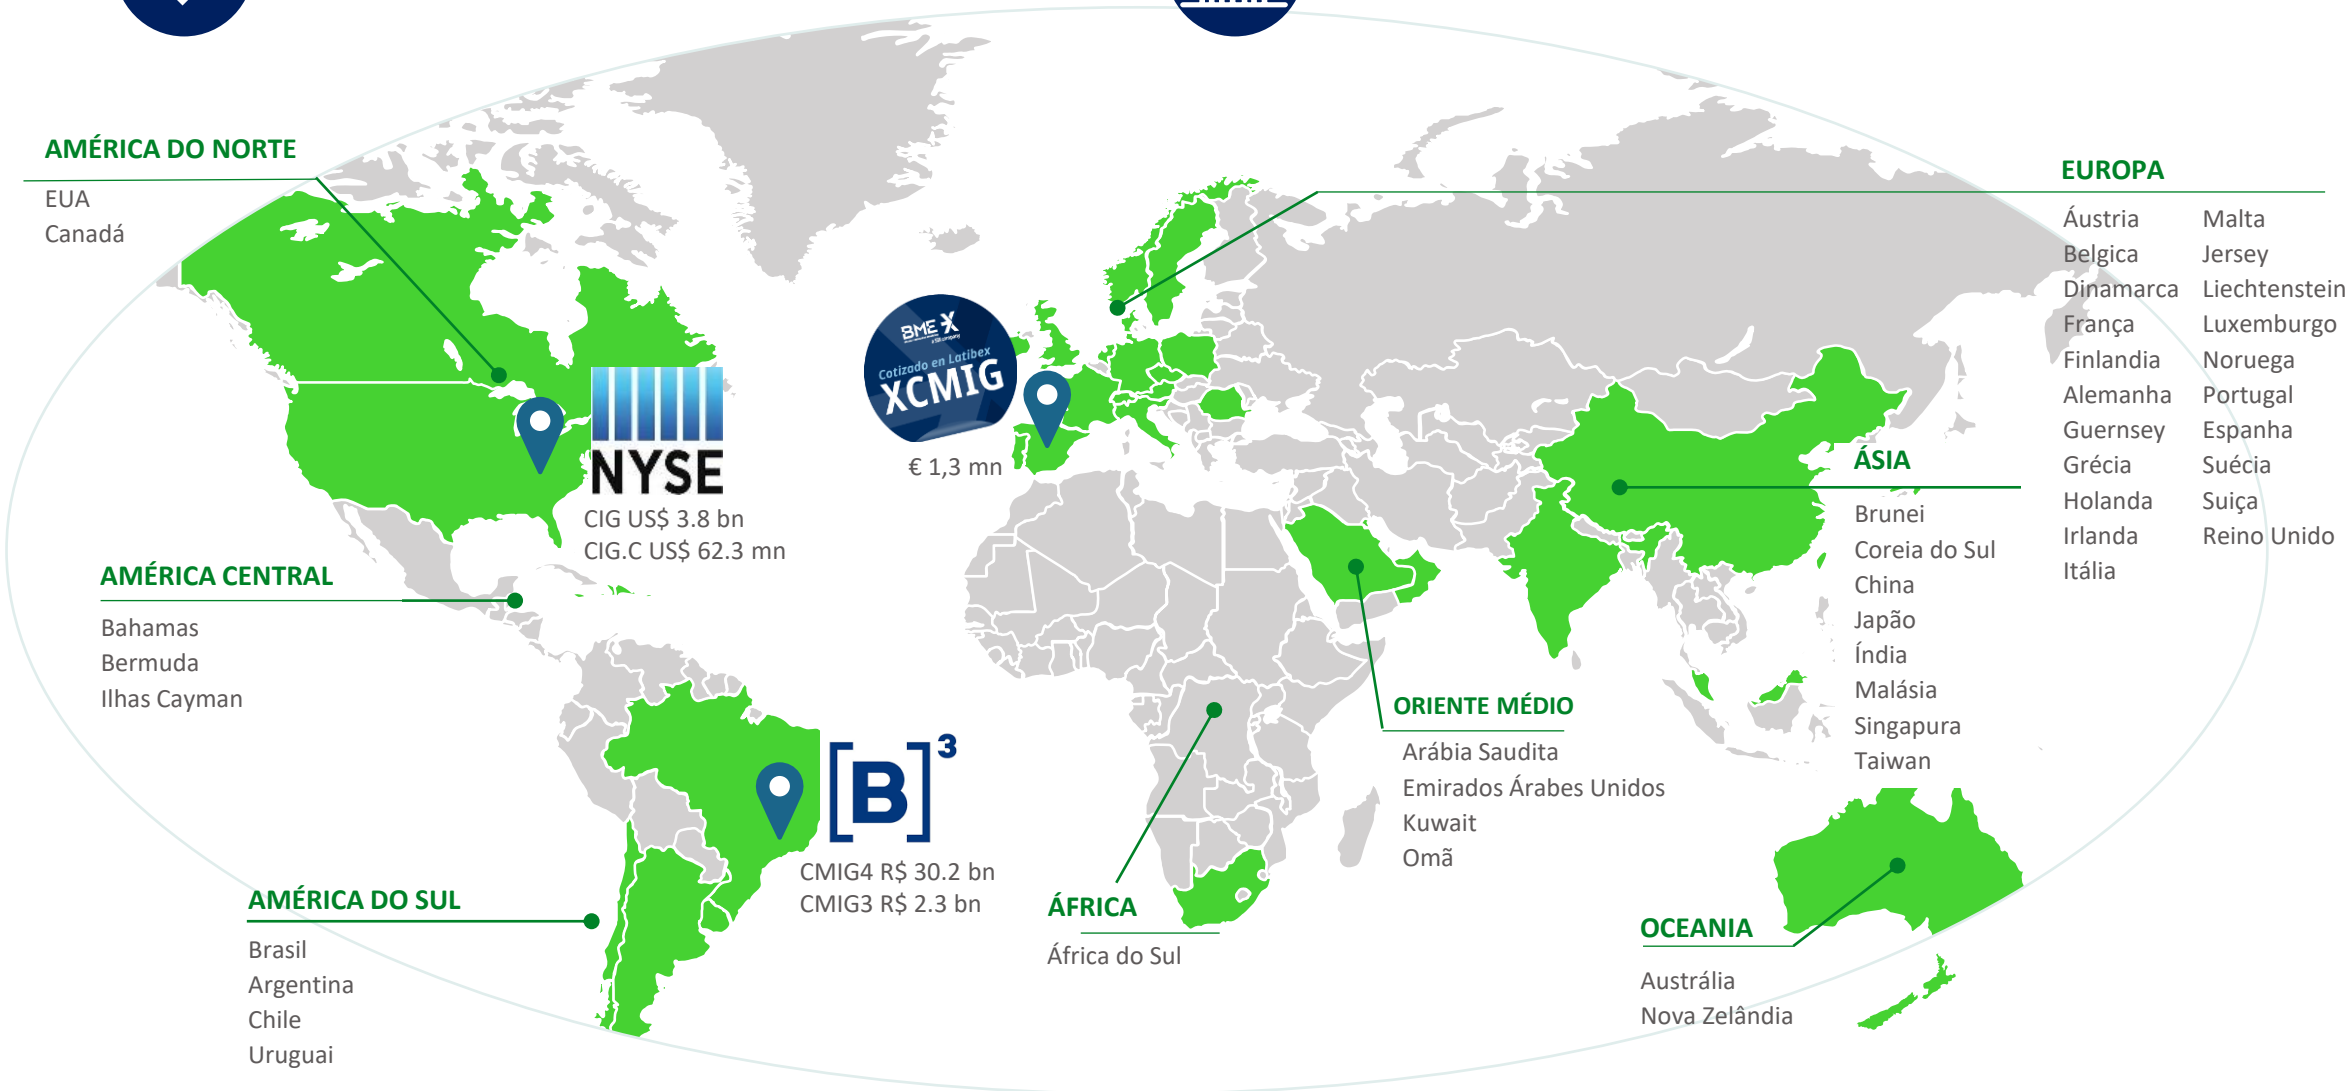 AMÉRICA DO NORTE
EUA
Canadá
EUROPA
Áustria
Belgica
Dinamarca
França
Finlandia
Alemanha
Guernsey
Grécia
Holanda
Irlanda
Itália
Malta
Jersey
Liechtenstein
Luxemburgo
Noruega
Portugal
Espanha
Suécia
Suiça
Reino Unido
BME X
a SIX company
Cotizado en Latibex
XCMIG
€ 1,3 mn
NYSE
CIG US$ 3.8 bn
CIG.C US$ 62.3 mn
ÁSIA
Brunei
Coreia do Sul
China
Japão
Índia
Malásia
Singapura
Taiwan
AMÉRICA CENTRAL
Bahamas
Bermuda
Ilhas Cayman
ORIENTE MÉDIO
Arábia Saudita
Emirados Árabes Unidos
Kuwait
Omã
[B]³
CMIG4 R$ 30.2 bn
CMIG3 R$ 2.3 bn
AMÉRICA DO SUL
Brasil
Argentina
Chile
Uruguai
ÁFRICA
África do Sul
OCEANIA
Austrália
Nova Zelândia